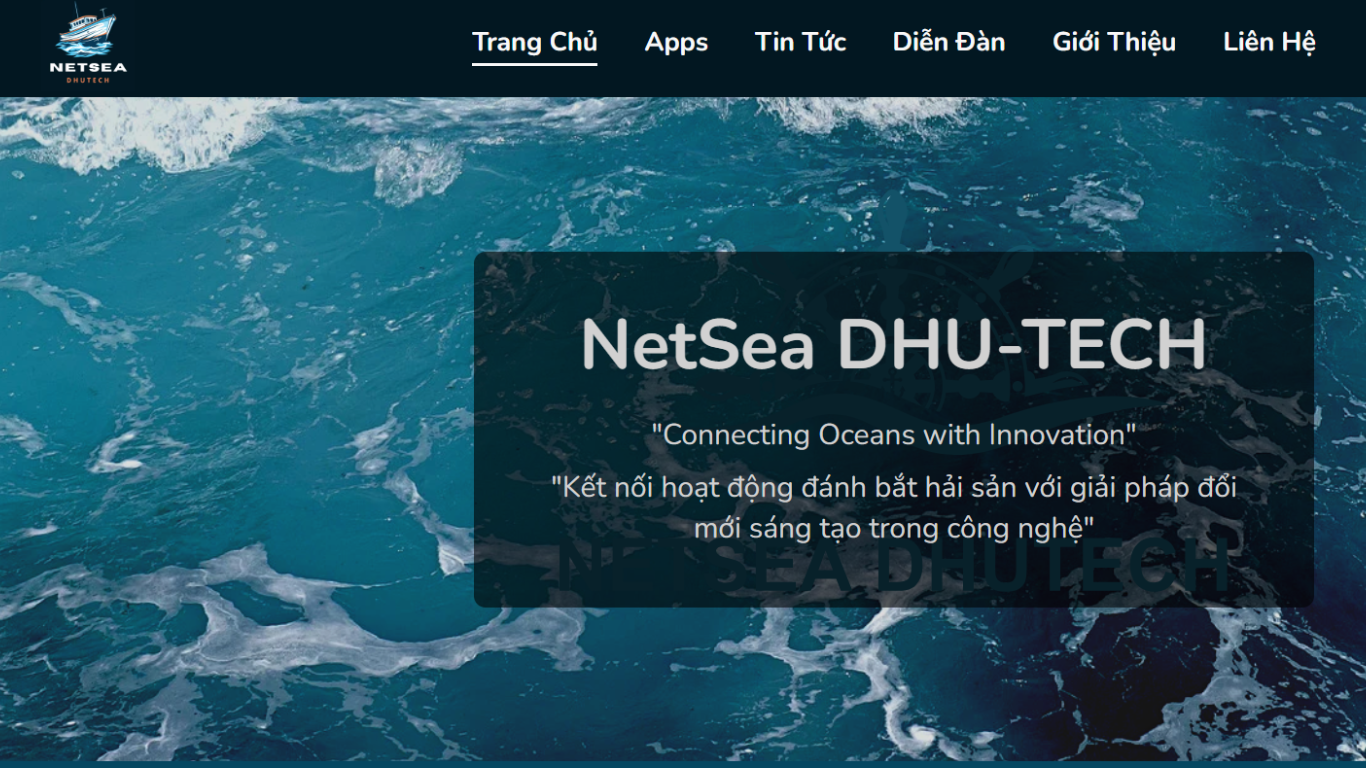 NETSEA
DHUTECH
Trang Chủ
Apps
Tin Tức
Diễn Đàn
Giới Thiệu
Liên Hệ
NetSea DHU-TECH
"Connecting Oceans with Innovation"
"Kết nối hoạt động đánh bắt hải sản với giải pháp đổi
mới sáng tạo trong công nghệ"
NETSEA DHUTECH